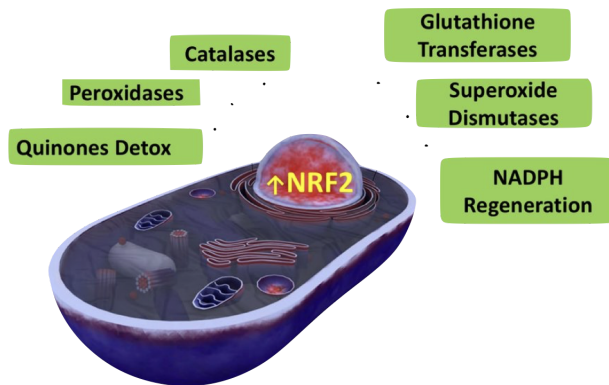 Catalases
Peroxidases
Quinones Detox
Glutathione
Transferases
Superoxide
Dismutases
NADPH
Regeneration
↑NRF2